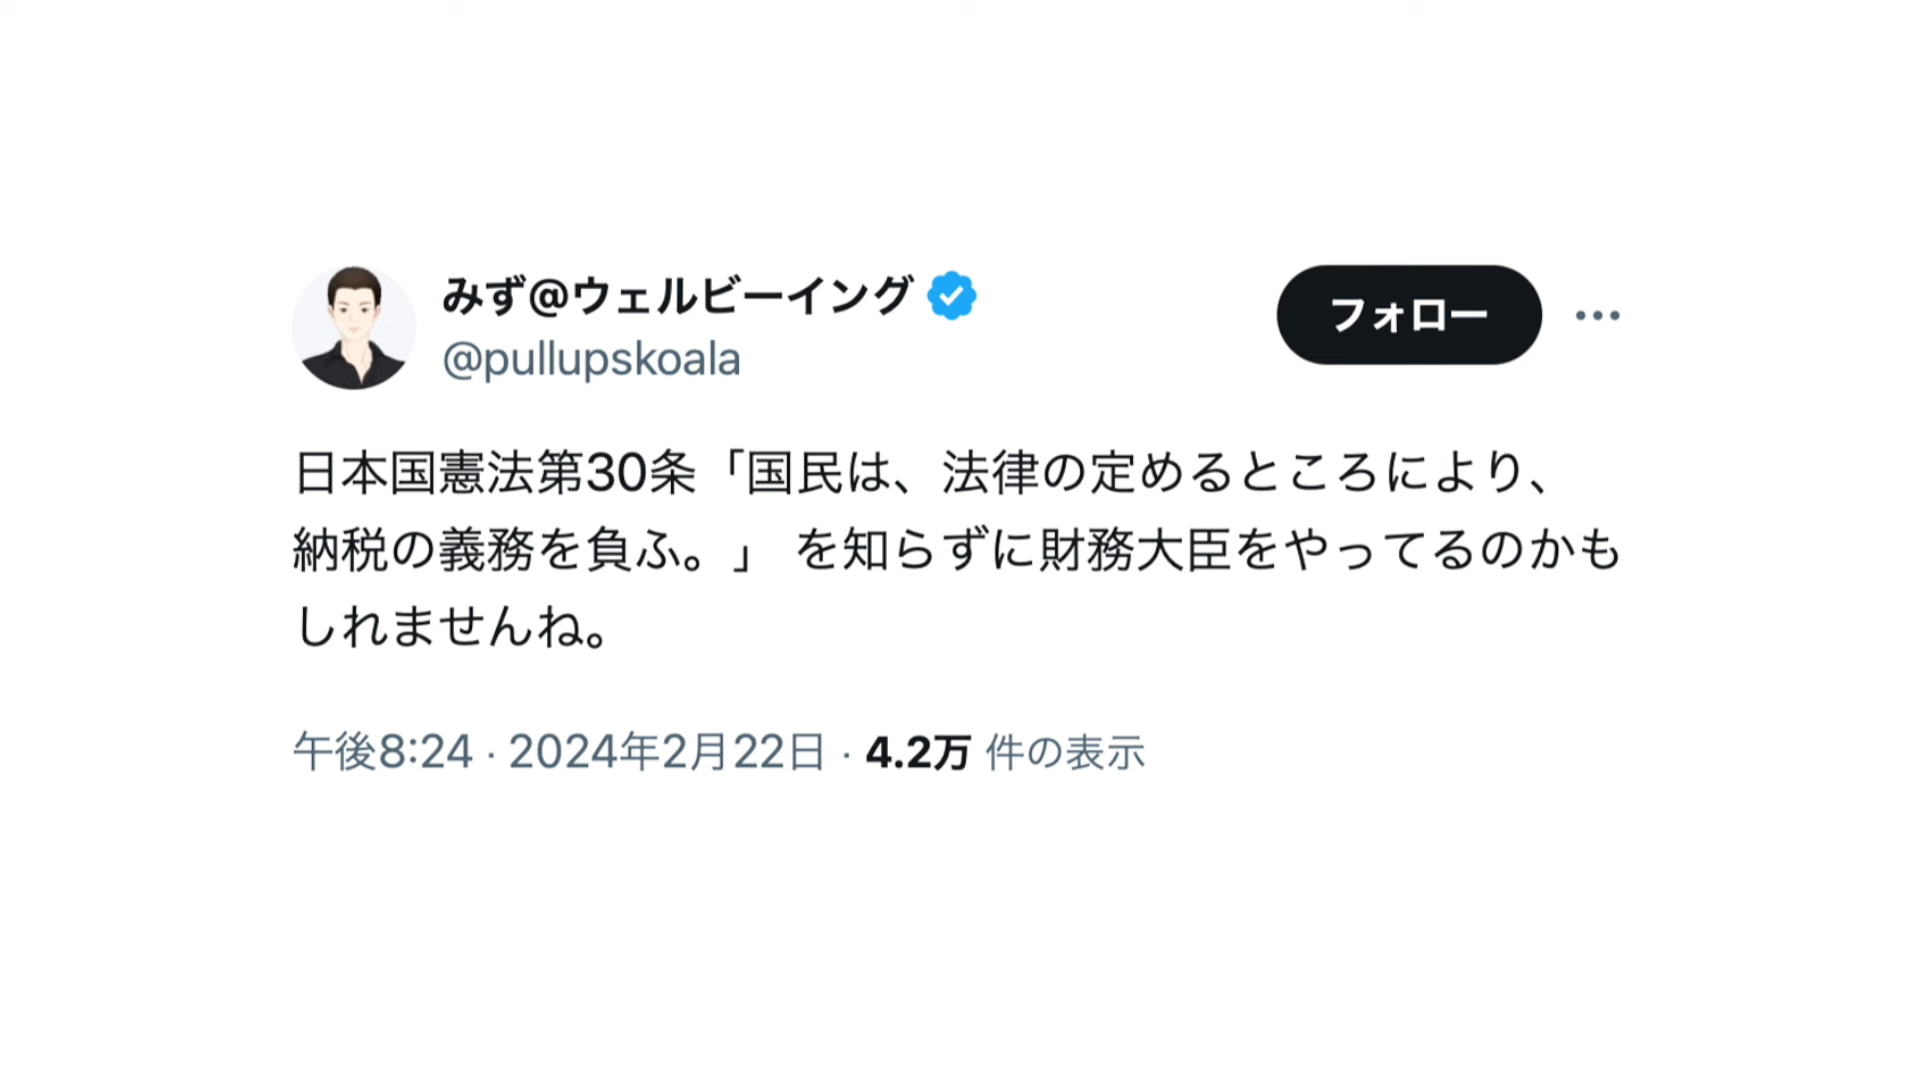 みず@ウェルビーイング
@pullupskoala
フォロー
日本国憲法第30条「国民は、法律の定めるところにより、
納税の義務を負ふ。」 を知らずに財務大臣をやってるのかも
しれませんね。
午後8:24 · 2024年2月22日 · 4.2万 件の表示